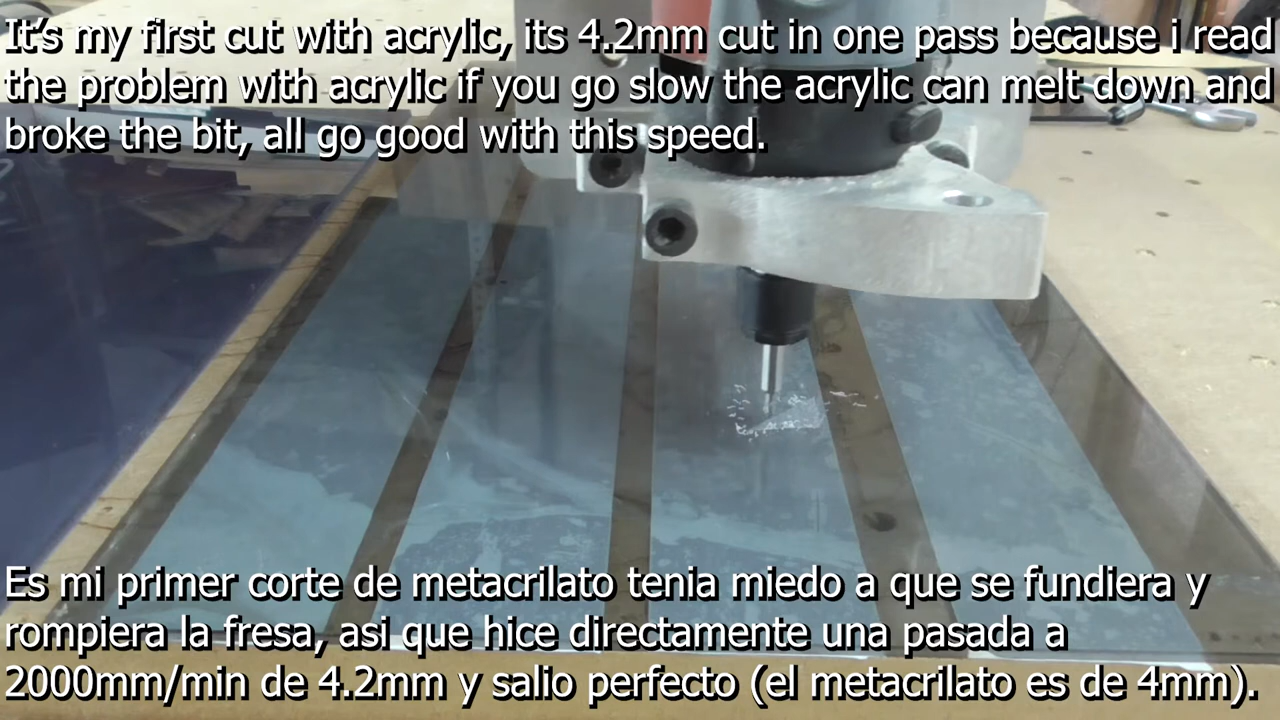 It's my first cut with acrylic, its 4.2mm cut in one pass because i read
the problem with acrylic if you go slow the acrylic can melt down and
broke the bit, all go good with this speed.
Es mi primer corte de metacrilato tenia miedo a que se fundiera y
rompiera la fresa, asi que hice directamente una pasada a
2000mm/min de 4.2mm y salio perfecto (el metacrilato es de 4mm).